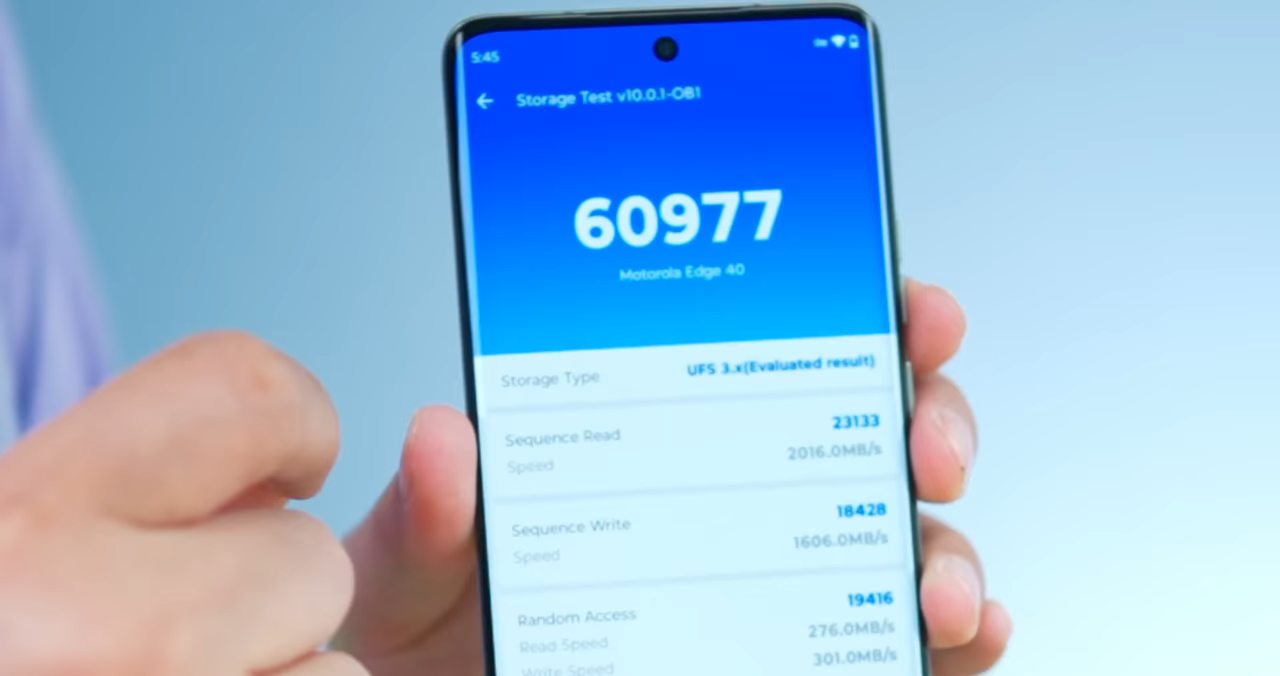 5:45
Storage Test v10.0.1-OB1
60977
Motorola Edge 40
Storage Type UFS 3.x(Evaluated result)
Sequence Read 23133
Speed 2016.0MB/s
Sequence Write 18428
Speed 1606.0MB/s
Random Access 19416
Read Speed 276.0MB/s
Write Speed 301.0MB/s